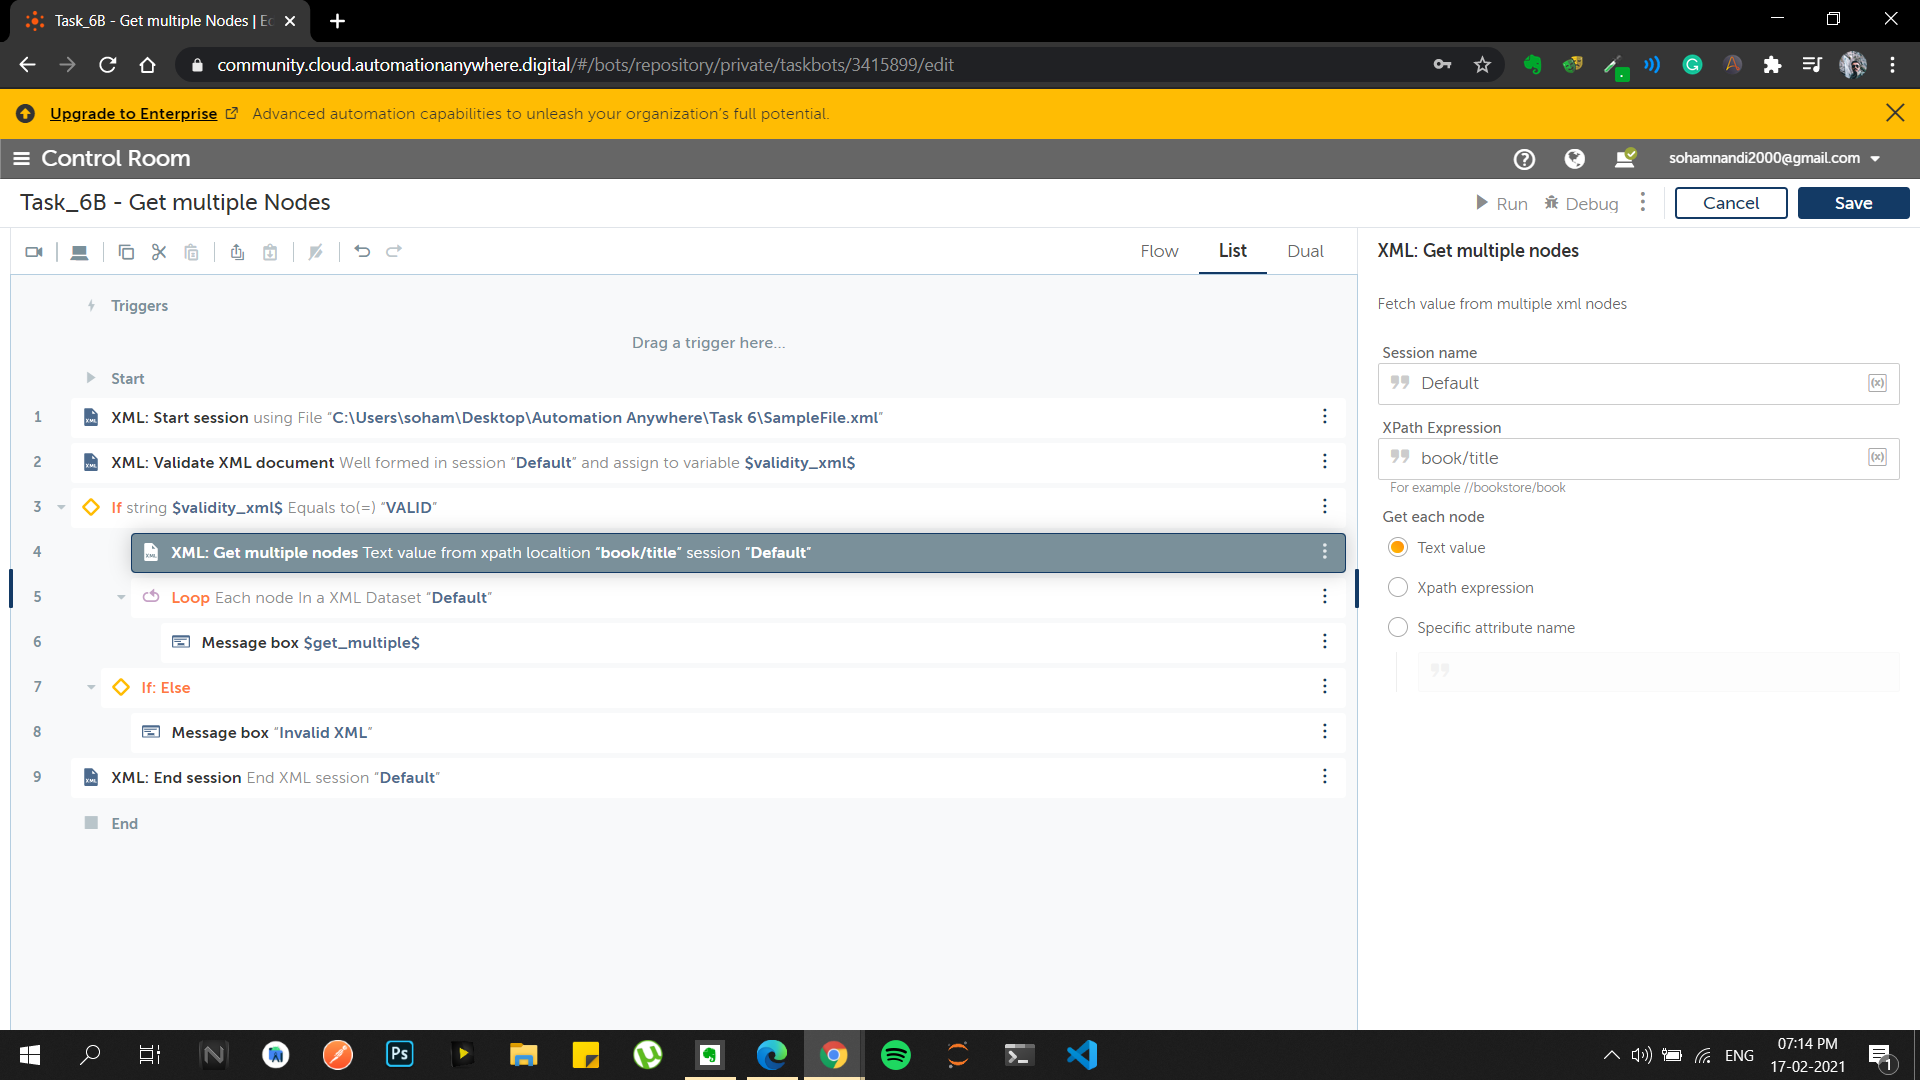 Task_6B - Get multiple Nodes | Ec
community.cloud.automationanywhere.digital/#/bots/repository/private/taskbots/3415899/edit
Upgrade to Enterprise Advanced automation capabilities to unleash your organization's full potential.
Control Room
sohamnandi2000@gmail.com
Task_6B - Get multiple Nodes
Run Debug Cancel Save
Flow List Dual
Triggers
Drag a trigger here...
Start
1 XML: Start session using File “C:\Users\soham\Desktop\Automation Anywhere\Task 6\SampleFile.xml”
2 XML: Validate XML document Well formed in session “Default” and assign to variable $validity_xml$
3 If string $validity_xml$ Equals to(=) “VALID”
4 XML: Get multiple nodes Text value from xpath localtion “book/title” session “Default”
5 Loop Each node In a XML Dataset “Default”
6 Message box $get_multiple$
7 If: Else
8 Message box “Invalid XML”
9 XML: End session End XML session “Default”
End
XML: Get multiple nodes
Fetch value from multiple xml nodes
Session name
Default (x)
XPath Expression
book/title (x)
For example //bookstore/book
Get each node
Text value
Xpath expression
Specific attribute name
Ps
ENG
07:14 PM
17-02-2021
1